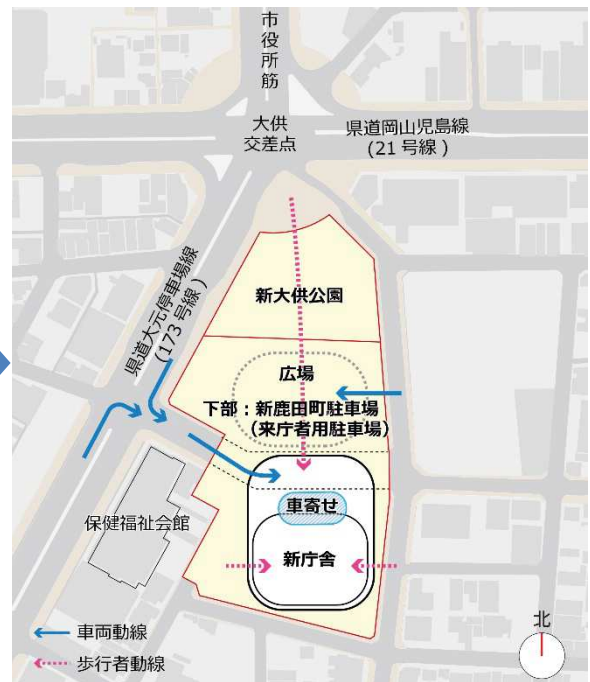 市役所筋
大供
交差点
県道岡山児島線
(21号線)
県道大元停車場線
(173号線)
新大供公園
広場
下部：新鹿田町駐車場
（来庁者用駐車場）
車寄せ
保健福祉会館
新庁舎
車両動線
歩行者動線
北